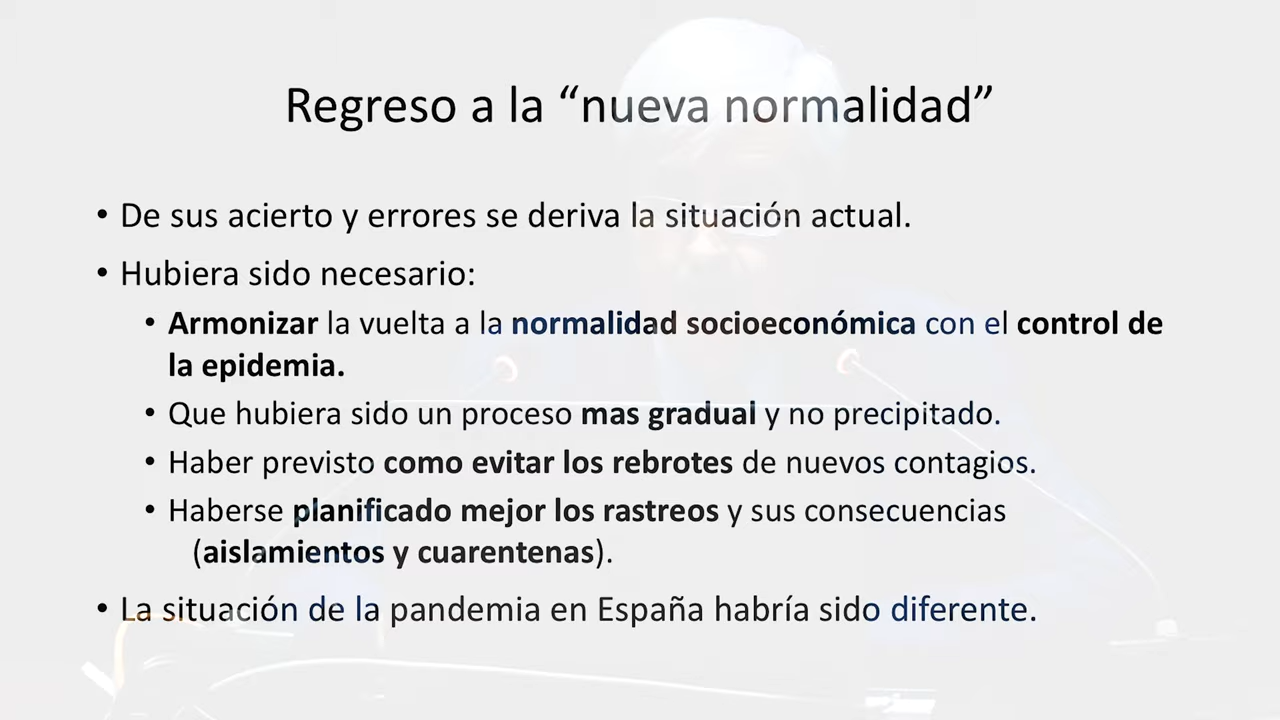 Regreso a la “nueva normalidad”
• De sus acierto y errores se deriva la situación actual.
• Hubiera sido necesario:
• Armonizar la vuelta a la normalidad socioeconómica con el control de
la epidemia.
• Que hubiera sido un proceso mas gradual y no precipitado.
• Haber previsto como evitar los rebrotes de nuevos contagios.
• Haberse planificado mejor los rastreos y sus consecuencias
(aislamientos y cuarentenas).
• La situación de la pandemia en España habría sido diferente.